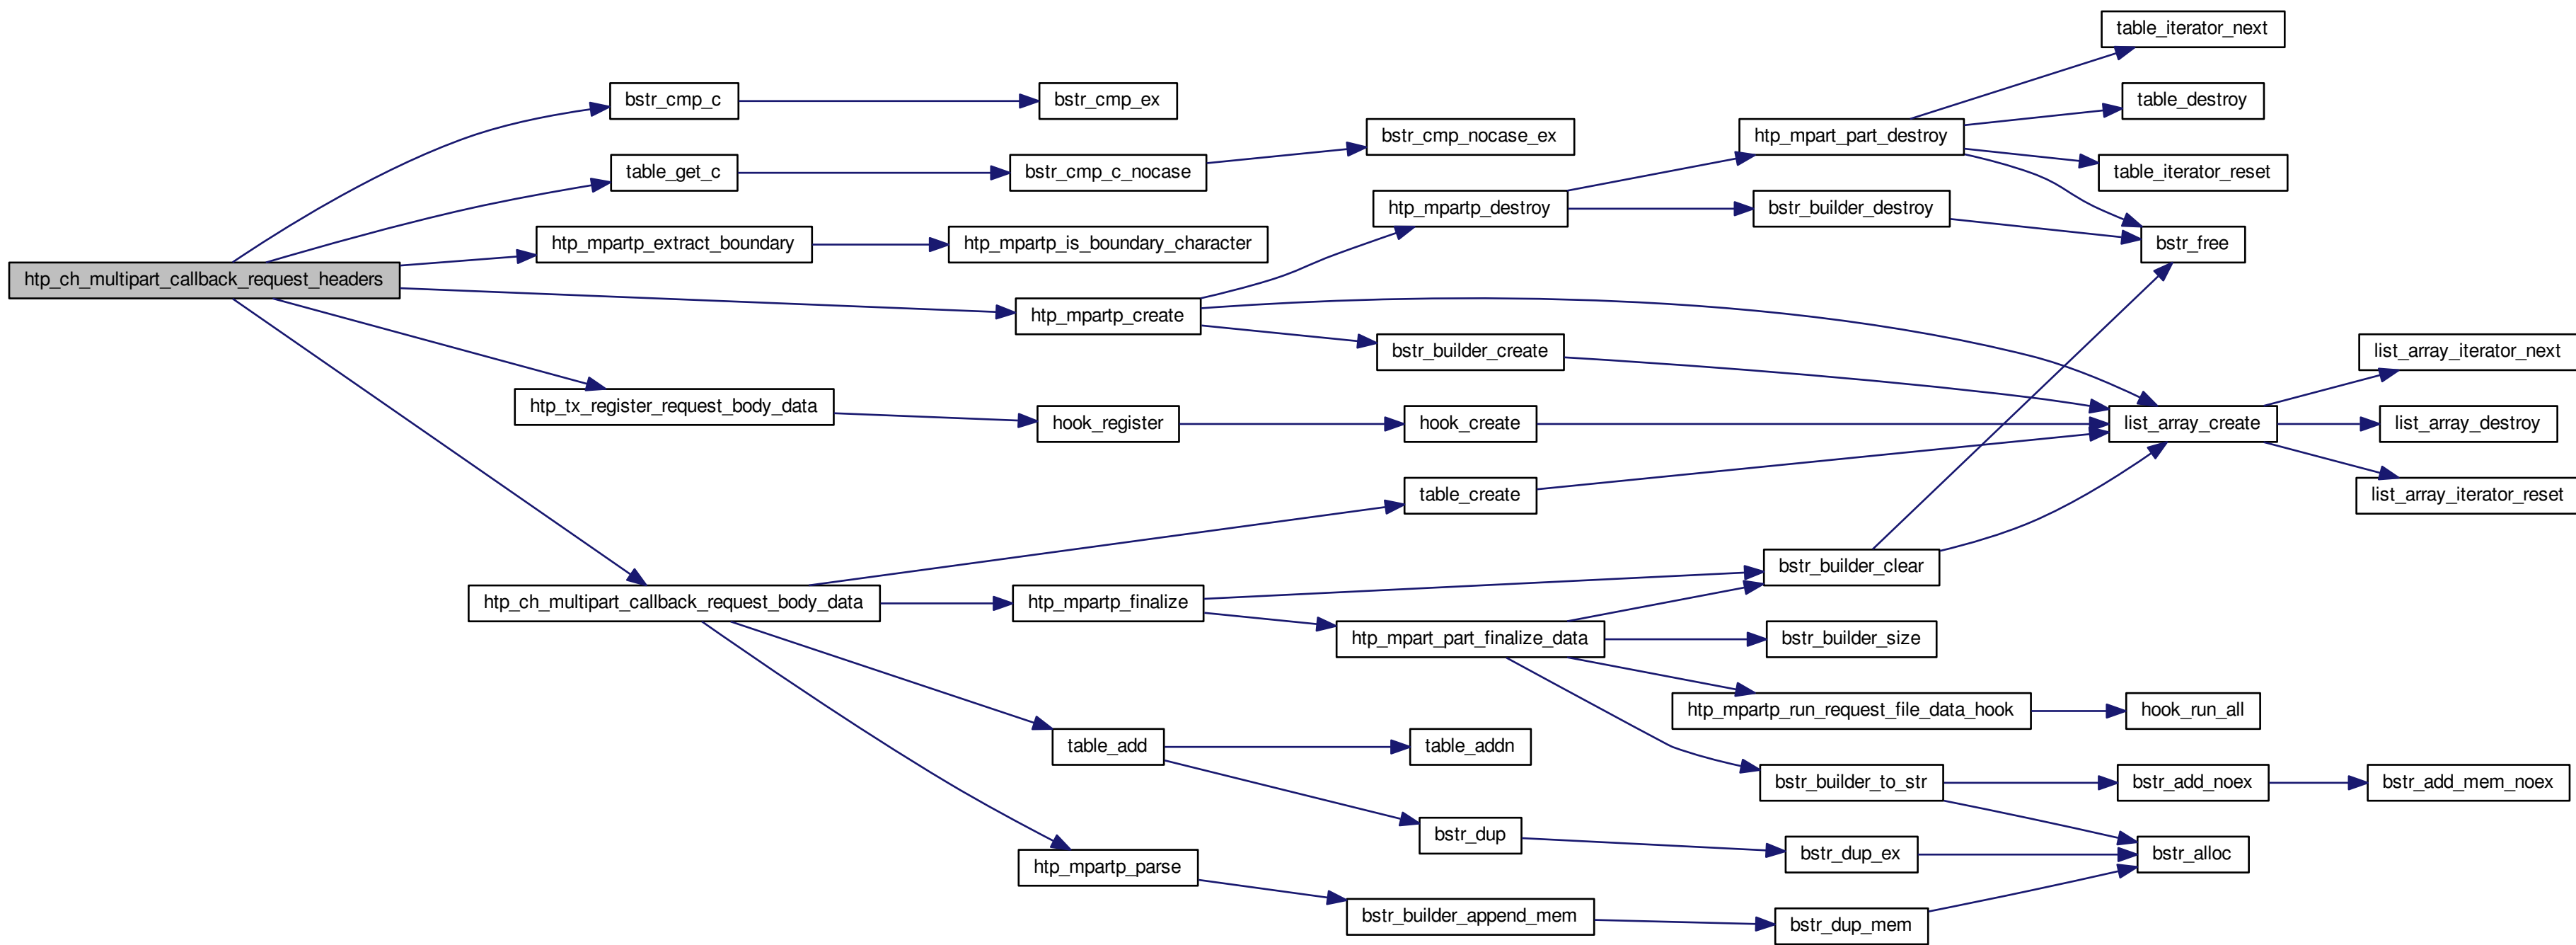 table_iterator_next
bstr_cmp_c
bstr_cmp_ex
table_destroy
bstr_cmp_nocase_ex
htp_mpart_part_destroy
table_get_c
bstr_cmp_c_nocase
table_iterator_reset
htp_mpartp_destroy
bstr_builder_destroy
htp_mpartp_extract_boundary
htp_mpartp_is_boundary_character
bstr_free
htp_ch_multipart_callback_request_headers
htp_mpartp_create
bstr_builder_create
list_array_iterator_next
htp_tx_register_request_body_data
hook_register
hook_create
list_array_create
list_array_destroy
table_create
list_array_iterator_reset
bstr_builder_clear
htp_ch_multipart_callback_request_body_data
htp_mpartp_finalize
htp_mpart_part_finalize_data
bstr_builder_size
htp_mpartp_run_request_file_data_hook
hook_run_all
table_add
table_addn
bstr_builder_to_str
bstr_add_noex
bstr_add_mem_noex
bstr_dup
bstr_dup_ex
bstr_alloc
htp_mpartp_parse
bstr_builder_append_mem
bstr_dup_mem